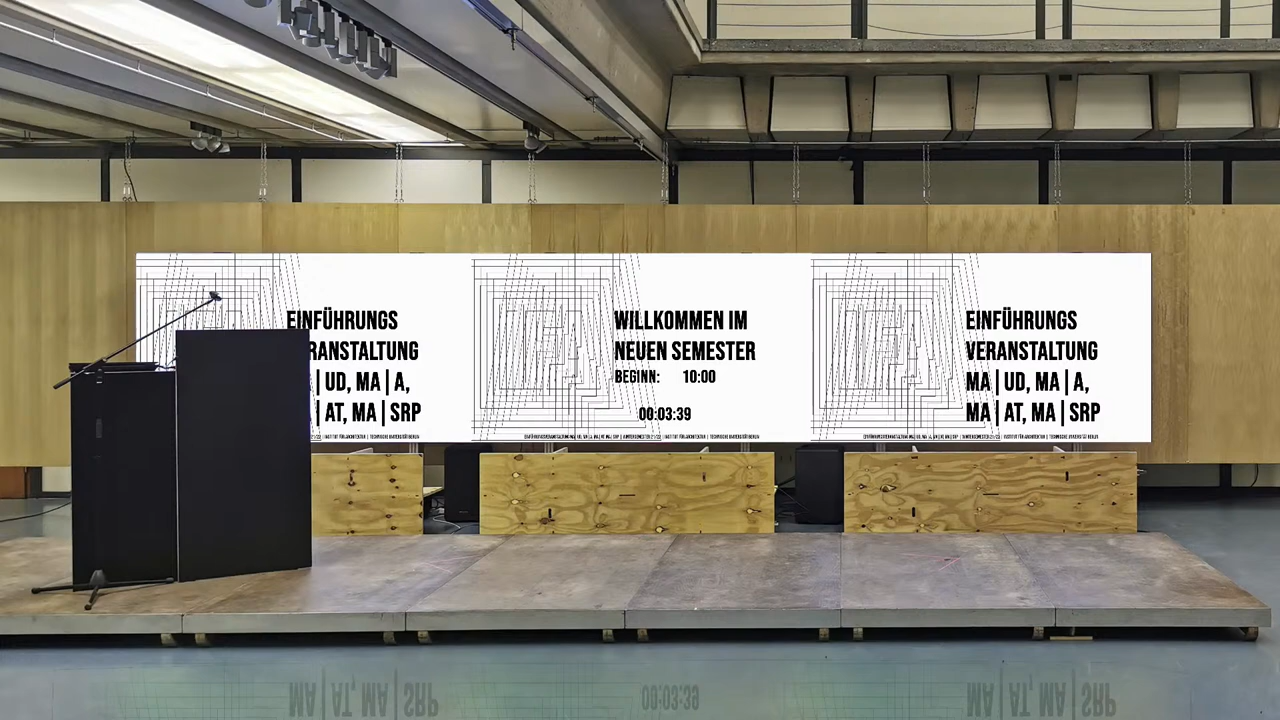 EINFÜHRUNGS
RANSTALTUNG
| UD, MA | A,
| AT, MA | SRP
WILLKOMMEN IM
NEUEN SEMESTER
BEGINN: 10:00
00:03:39
EINFÜHRUNGS
VERANSTALTUNG
MA | UD, MA | A,
MA | AT, MA | SRP